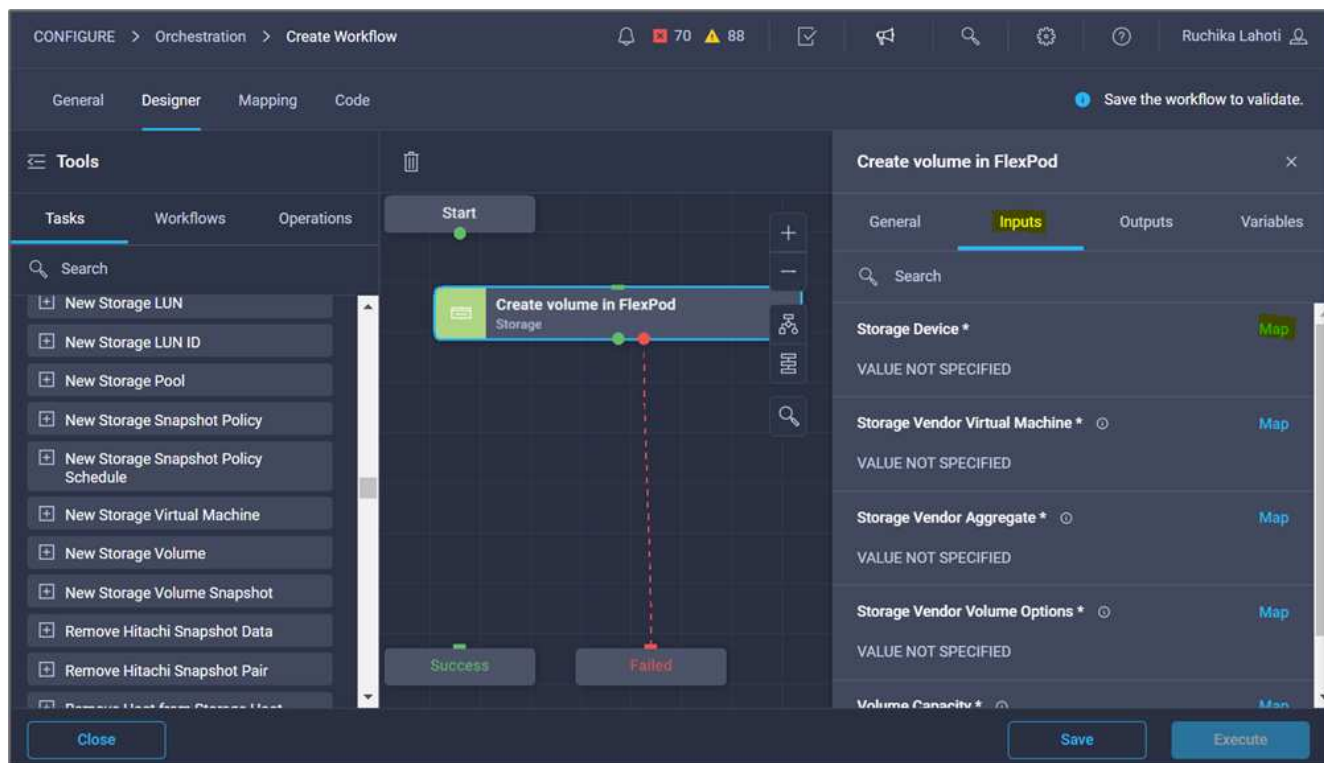 CONFIGURE > Orchestration > Create Workflow 70 88 Ruchika Lahoti
General Designer Mapping Code Save the workflow to validate.
Tools
Tasks Workflows Operations
Search
New Storage LUN
New Storage LUN ID
New Storage Pool
New Storage Snapshot Policy
New Storage Snapshot Policy
Schedule
New Storage Virtual Machine
New Storage Volume
New Storage Volume Snapshot
Remove Hitachi Snapshot Data
Remove Hitachi Snapshot Pair
Remove Host from Storage Host
Start
Create volume in FlexPod
Storage
Success
Failed
Create volume in FlexPod
General Inputs Outputs Variables
Search
Storage Device * Map
VALUE NOT SPECIFIED
Storage Vendor Virtual Machine * Map
VALUE NOT SPECIFIED
Storage Vendor Aggregate * Map
VALUE NOT SPECIFIED
Storage Vendor Volume Options * Map
VALUE NOT SPECIFIED
Volume Capacity * Map
Close Save Execute